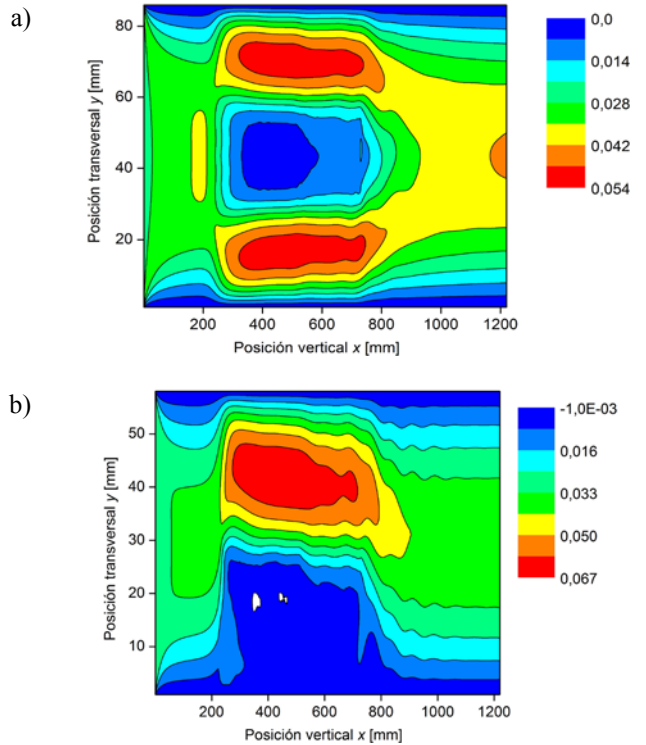 a)
80
60
40
20
Posición transversal y [mm]
200 400 600 800 1000 1200
Posición vertical x [mm]
0,0
0,014
0,028
0,042
0,054
b)
50
40
30
20
10
Posición transversal y [mm]
200 400 600 800 1000 1200
Posición vertical x [mm]
-1,0E-03
0,016
0,033
0,050
0,067